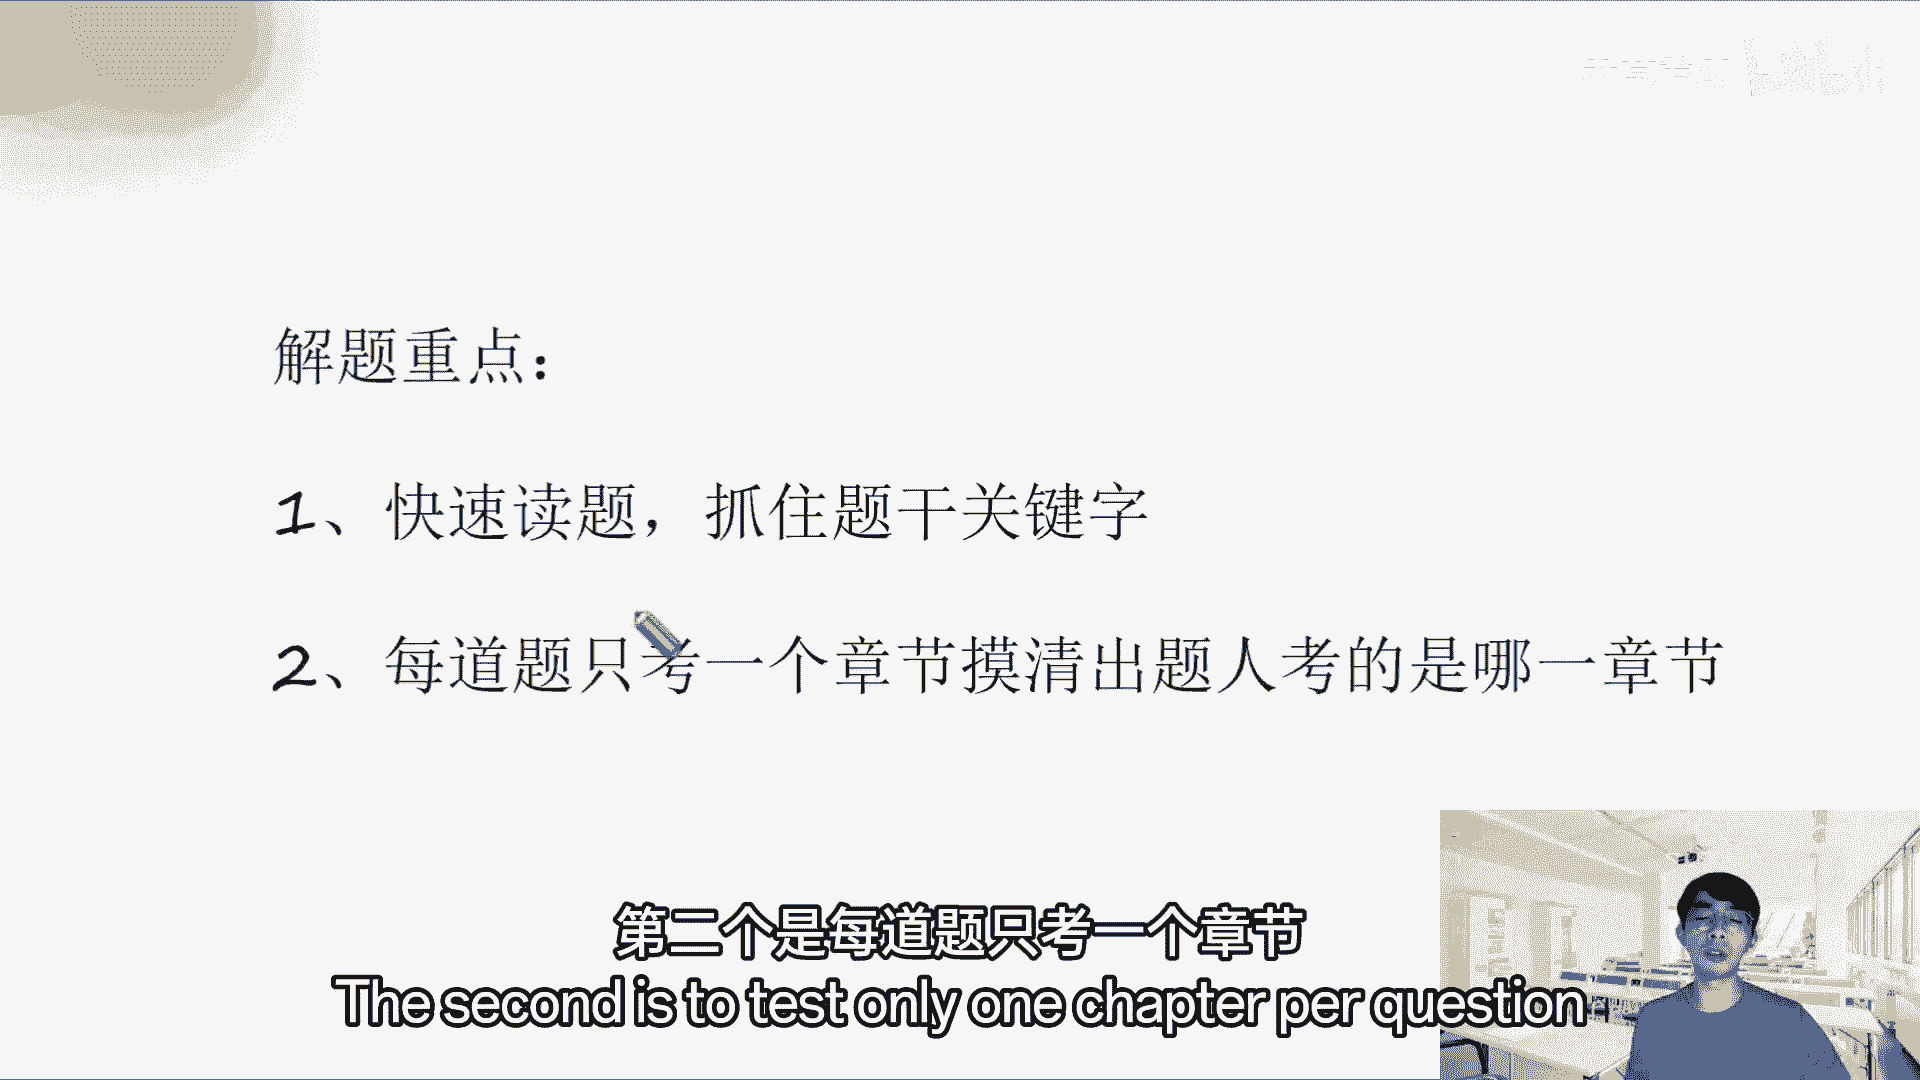 解题重点：
1、快速读题，抓住题干关键字
2、每道题只考一个章节摸清出题人考的是哪一章节
第二个是每道题只考一个章节
The second is to test only one chapter per question